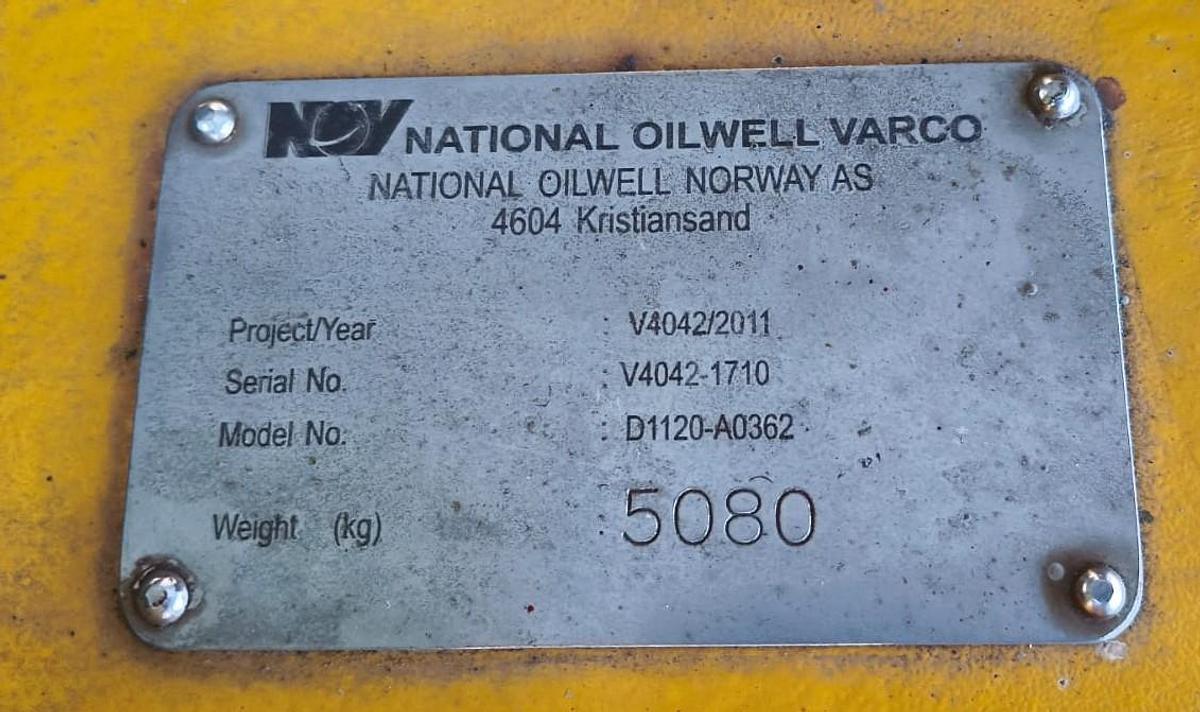 NOV NATIONAL OILWELL VARCO
NATIONAL OILWELL NORWAY AS
4604 Kristiansand
Project/Year : V4042/2011
Serial No. : V4042-1710
Model No. : D1120-A0362
Weight (kg) : 5080